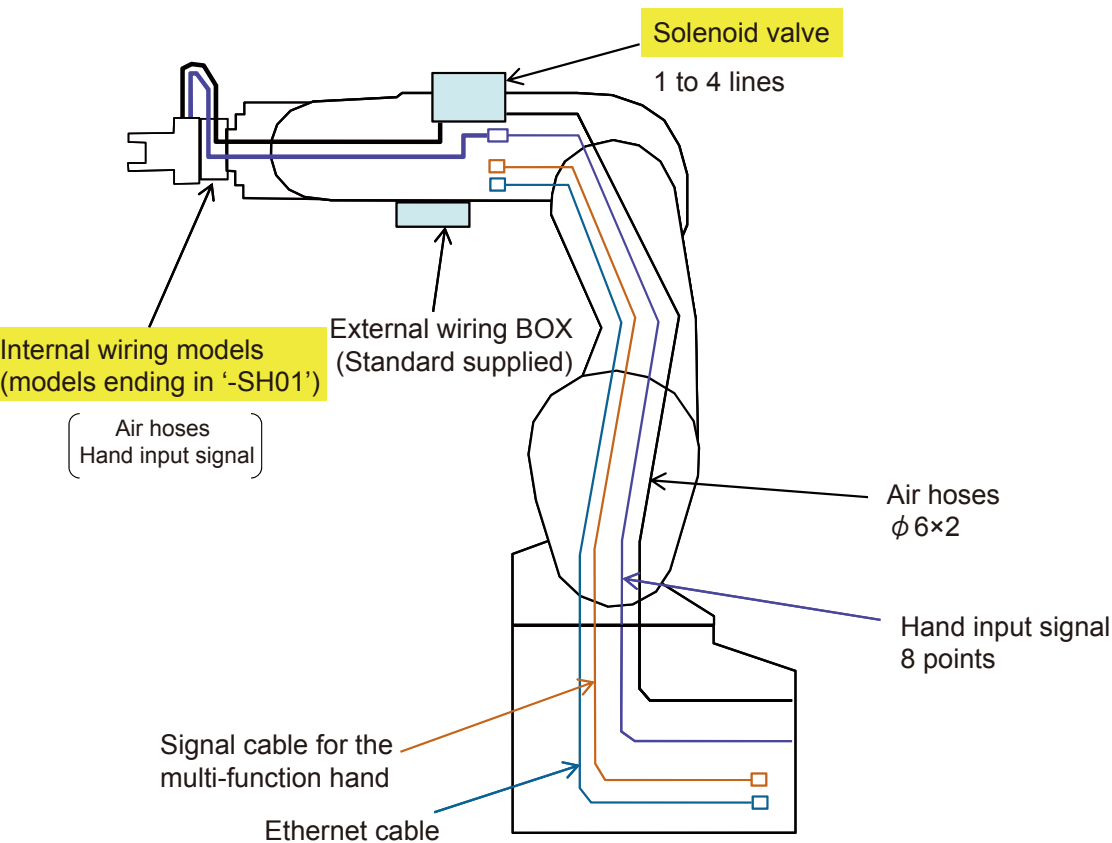 Solenoid valve
1 to 4 lines
External wiring BOX
(Standard supplied)
Internal wiring models
(models ending in ‘-SH01’)
Air hoses
Hand input signal
Air hoses
ϕ6×2
Hand input signal
8 points
Signal cable for the
multi-function hand
Ethernet cable